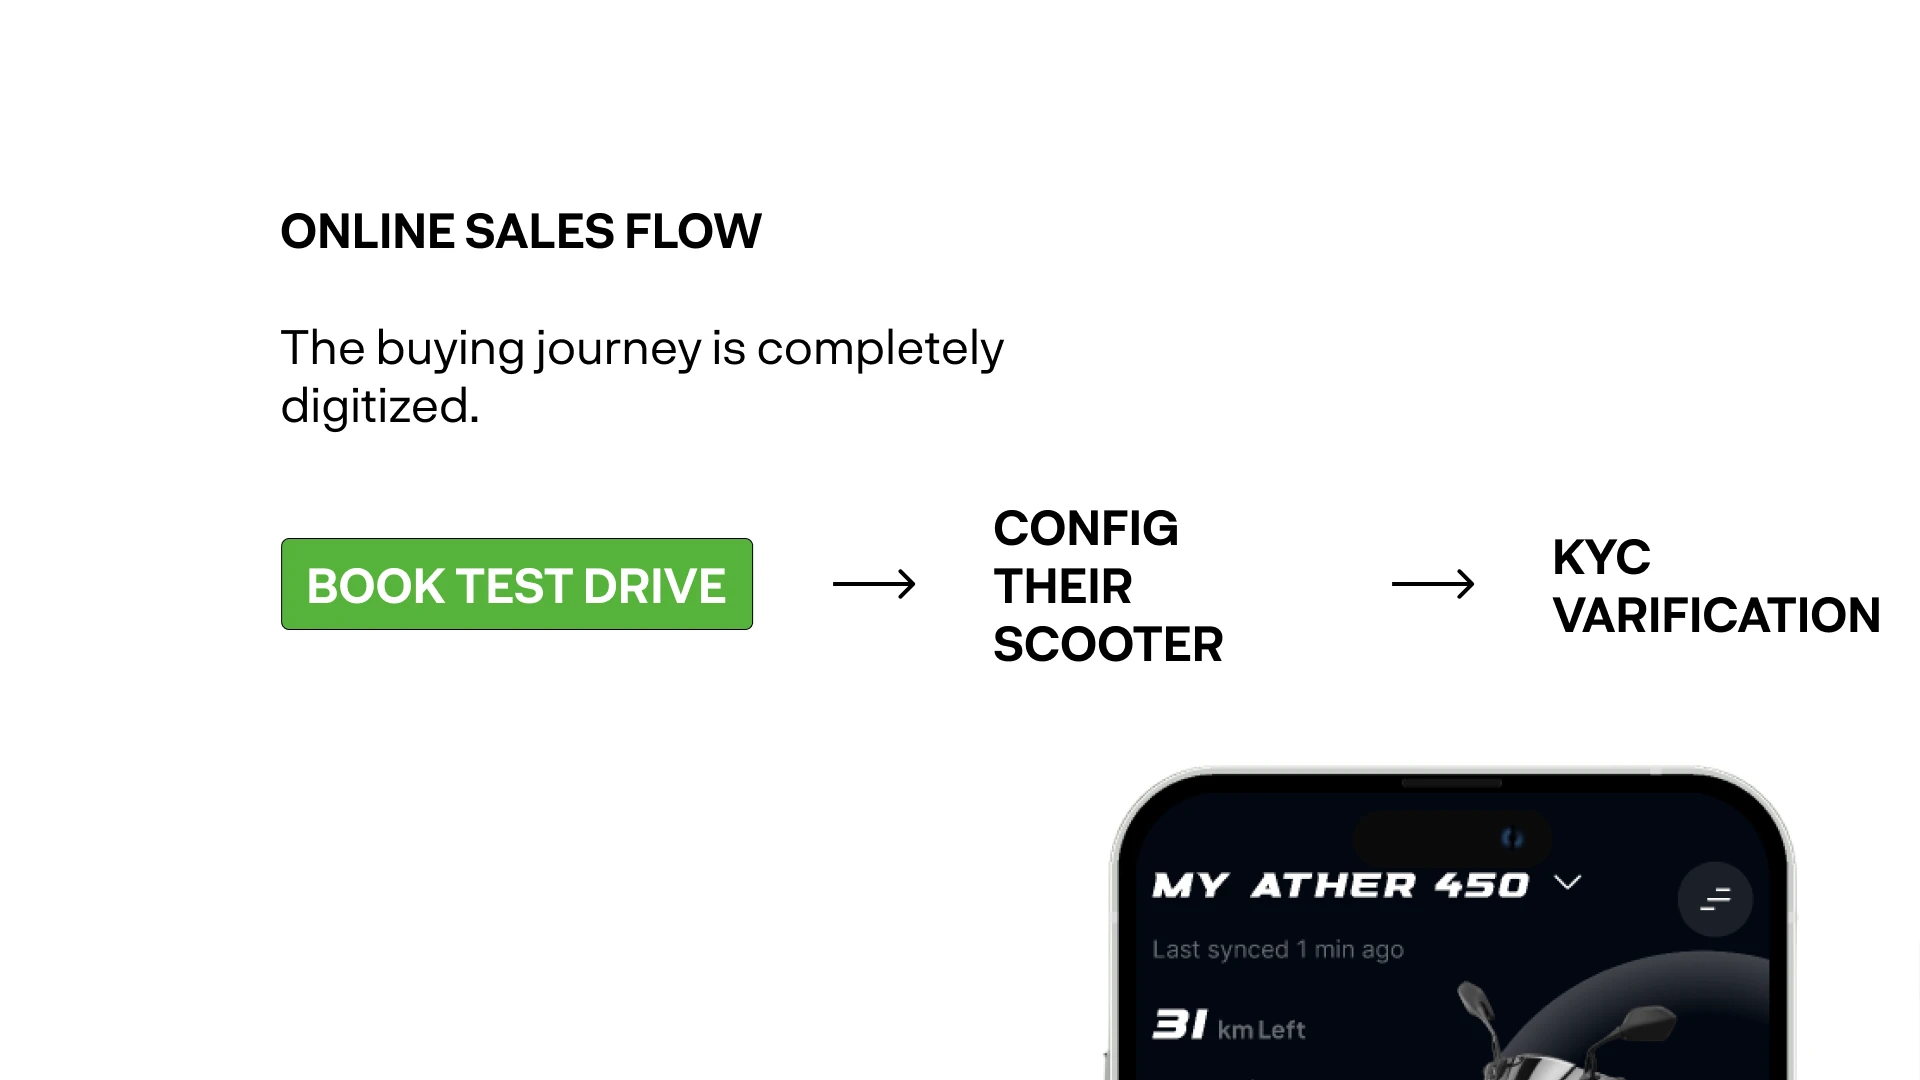 ONLINE SALES FLOW
The buying journey is completely
digitized.
BOOK TEST DRIVE
CONFIG
THEIR
SCOOTER
KYC
VARIFICATION
MY ATHER 450
Last synced 1 min ago
31 km Left